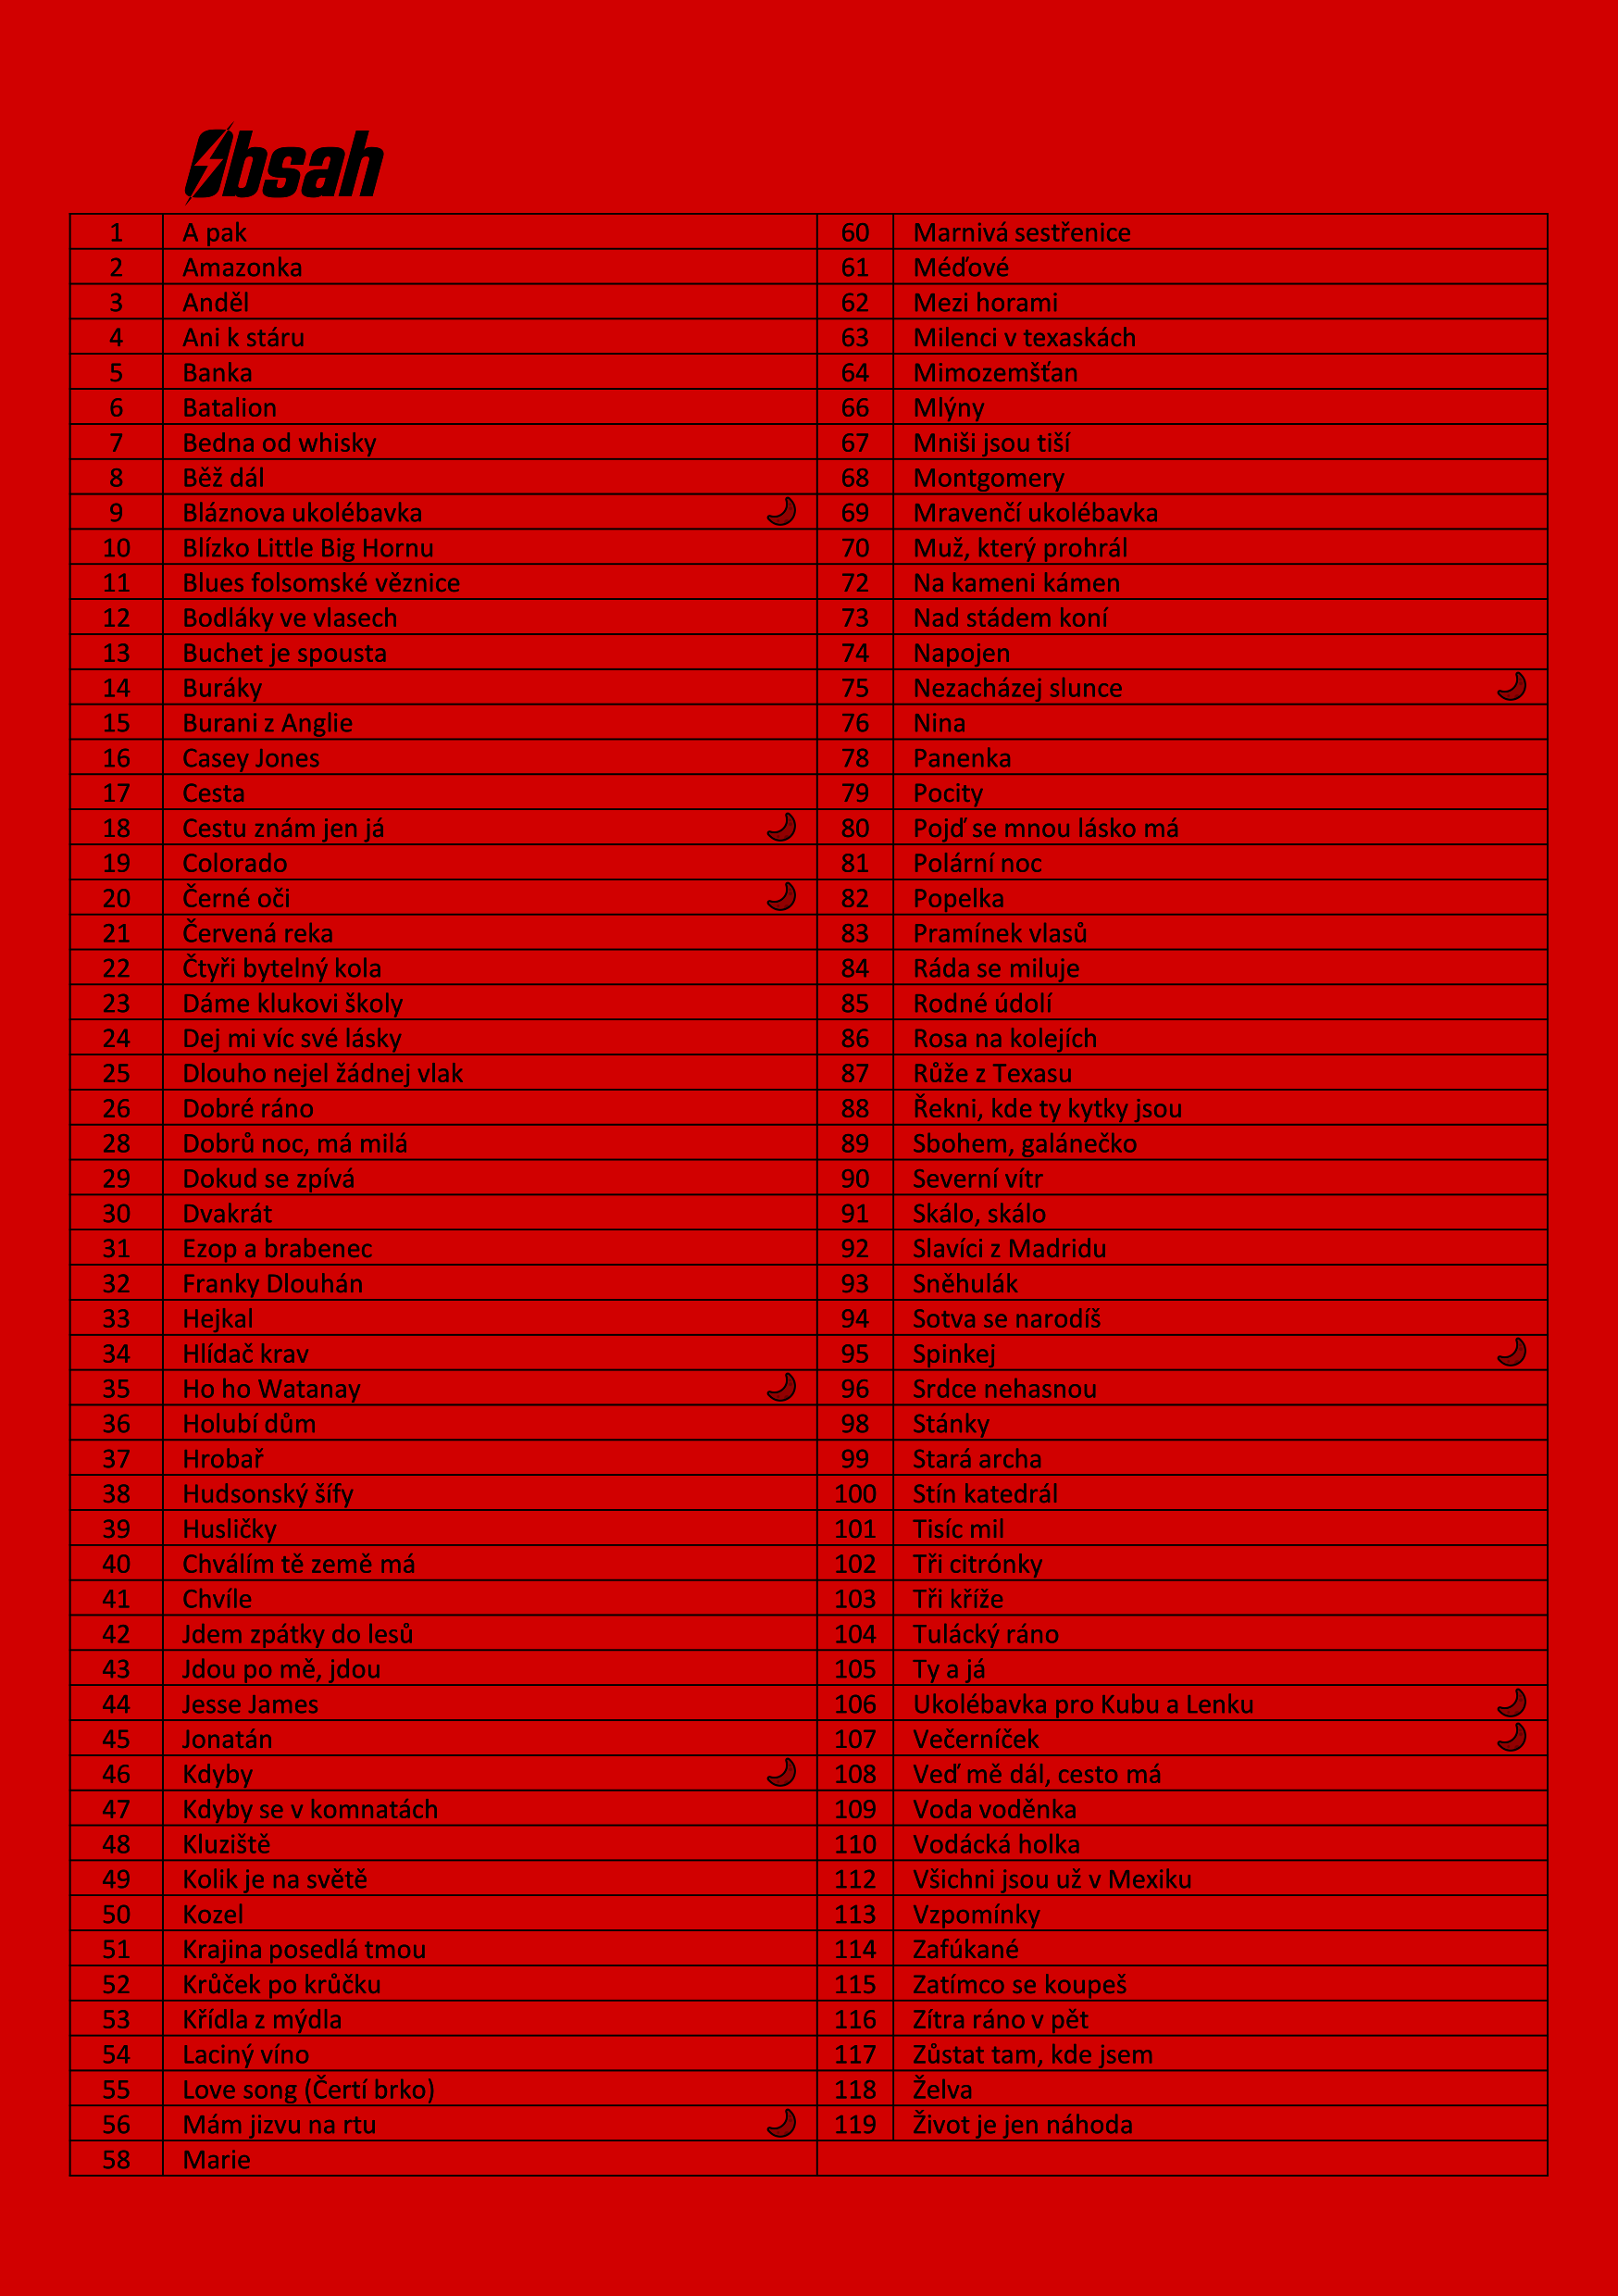 Obsah
1 A pak
2 Amazonka
3 Anděl
4 Ani k stáru
5 Banka
6 Batalion
7 Bedna od whisky
8 Běž dál
9 Bláznova ukolébavka
10 Blízko Little Big Hornu
11 Blues folsomské věznice
12 Bodláky ve vlasech
13 Buchet je spousta
14 Buráky
15 Burani z Anglie
16 Casey Jones
17 Cesta
18 Cestu znám jen já
19 Colorado
20 Černé oči
21 Červená reka
22 Čtyři bytelný kola
23 Dáme klukovi školy
24 Dej mi víc své lásky
25 Dlouho nejel žádnej vlak
26 Dobré ráno
28 Dobrů noc, má milá
29 Dokud se zpívá
30 Dvakrát
31 Ezop a brabenec
32 Franky Dlouhán
33 Hejkal
34 Hlídač krav
35 Ho ho Watanay
36 Holubí dům
37 Hrobař
38 Hudsonský šífy
39 Husličky
40 Chválím tě země má
41 Chvíle
42 Jdem zpátky do lesů
43 Jdou po mě, jdou
44 Jesse James
45 Jonatán
46 Kdyby
47 Kdyby se v komnatách
48 Kluziště
49 Kolik je na světě
50 Kozel
51 Krajina posedlá tmou
52 Krůček po krůčku
53 Křídla z mýdla
54 Laciný víno
55 Love song (Čertí brko)
56 Mám jizvu na rtu
58 Marie
60 Marnivá sestřenice
61 Méďové
62 Mezi horami
63 Milenci v texaskách
64 Mimozemšťan
66 Mlýny
67 Mniši jsou tiší
68 Montgomery
69 Mravenčí ukolébavka
70 Muž, který prohrál
72 Na kameni kámen
73 Nad stádem koní
74 Napojen
75 Nezacházej slunce
76 Nina
78 Panenka
79 Pocity
80 Pojď se mnou lásko má
81 Polární noc
82 Popelka
83 Pramínek vlasů
84 Ráda se miluje
85 Rodné údolí
86 Rosa na kolejích
87 Růže z Texasu
88 Řekni, kde ty kytky jsou
89 Sbohem, galánečko
90 Severní vítr
91 Skálo, skálo
92 Slavíci z Madridu
93 Sněhulák
94 Sotva se narodíš
95 Spinkej
96 Srdce nehasnou
98 Stánky
99 Stará archa
100 Stín katedrál
101 Tisíc mil
102 Tři citrónky
103 Tři kříže
104 Tulácký ráno
105 Ty a já
106 Ukolébavka pro Kubu a Lenku
107 Večerníček
108 Veď mě dál, cesto má
109 Voda voděnka
110 Vodácká holka
112 Všichni jsou už v Mexiku
113 Vzpomínky
114 Zafúkané
115 Zatímco se koupeš
116 Zítra ráno v pět
117 Zůstat tam, kde jsem
118 Želva
119 Život je jen náhoda